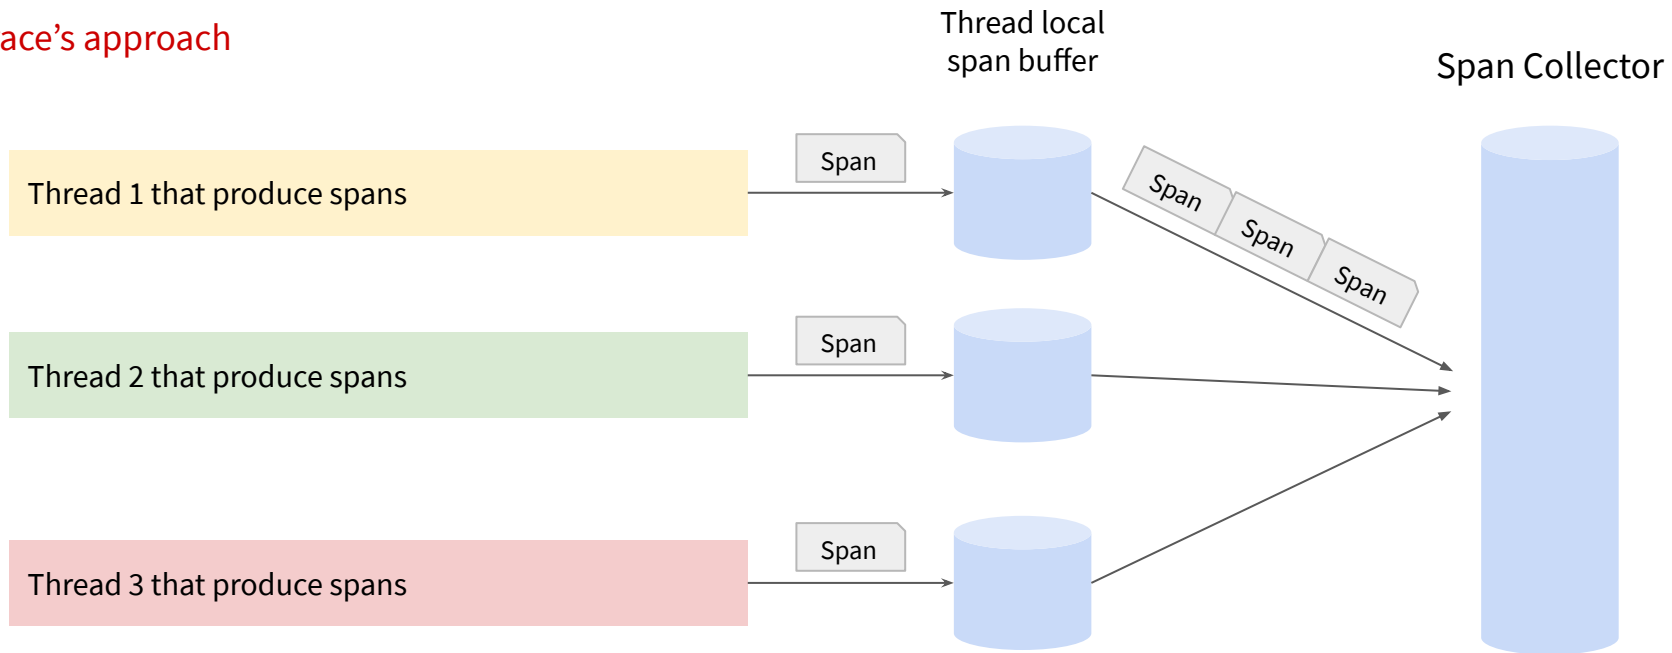 ace’s approach
Thread local
span buffer
Span Collector
Span
Thread 1 that produce spans
Span
Span
Span
Span
Thread 2 that produce spans
Span
Thread 3 that produce spans